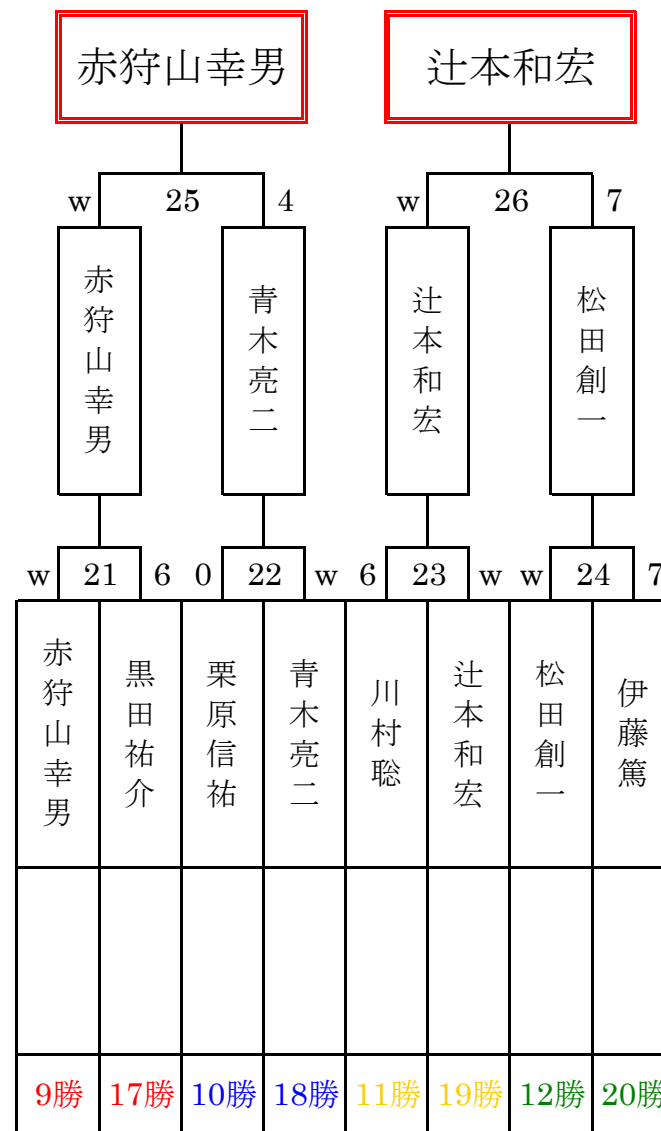 赤狩山幸男 辻本和宏
w 25 4 w 26 7
赤狩山幸男 青木亮二 辻本和宏 松田創一
w 21 6 0 22 w 6 23 w w 24 7
赤狩山幸男 黒田祐介 栗原信祐 青木亮二 川村聡 辻本和宏 松田創一 伊藤篤
9勝 17勝 10勝 18勝 11勝 19勝 12勝 20勝